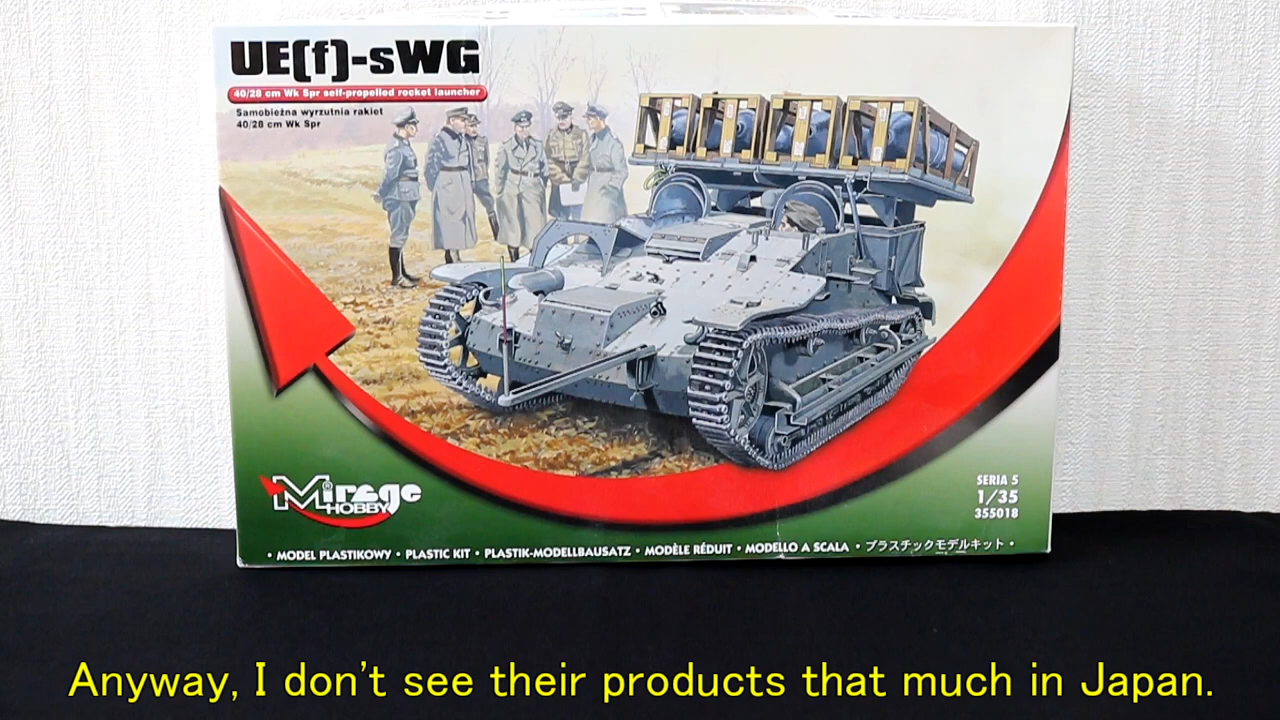 UE(f)-sWG
40/28 cm Wk Spr self-propelled rocket launcher
Samobieżna wyrzutnia rakiet
40/28 cm Wk Spr
Mirage
HOBBY
SERIA 5
1/35
355018
• MODEL PLASTIKOWY • PLASTIC KIT • PLASTIK-MODELLBAUSATZ • MODÈLE RÉDUIT • MODELLO A SCALA • プラスチックモデルキット •
Anyway, I don't see their products that much in Japan.